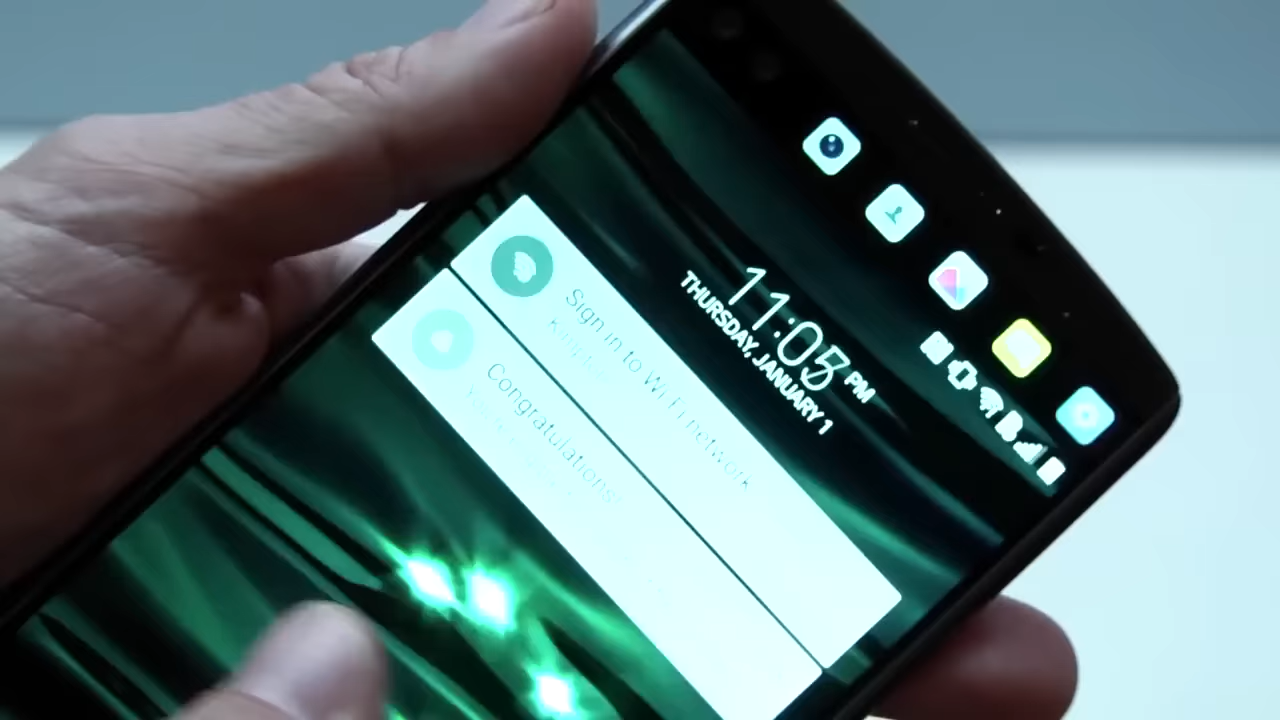 11:05 PM
THURSDAY, JANUARY 1
Sign in to Wi-Fi network
Congratulations!